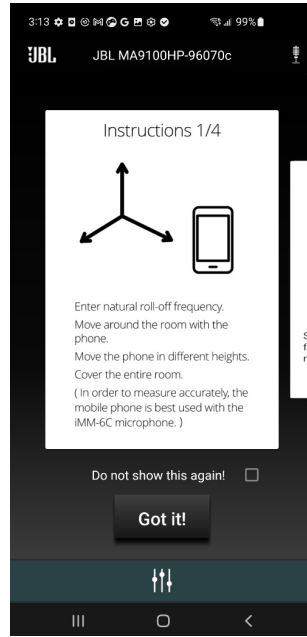 3:13
99%
JBL
JBL MA9100HP-96070c
Instructions 1/4
Enter natural roll-off frequency.
Move around the room with the
phone.
Move the phone in different heights.
Cover the entire room.
( In order to measure accurately, the
mobile phone is best used with the
iMM-6C microphone. )
Do not show this again!
Got it!